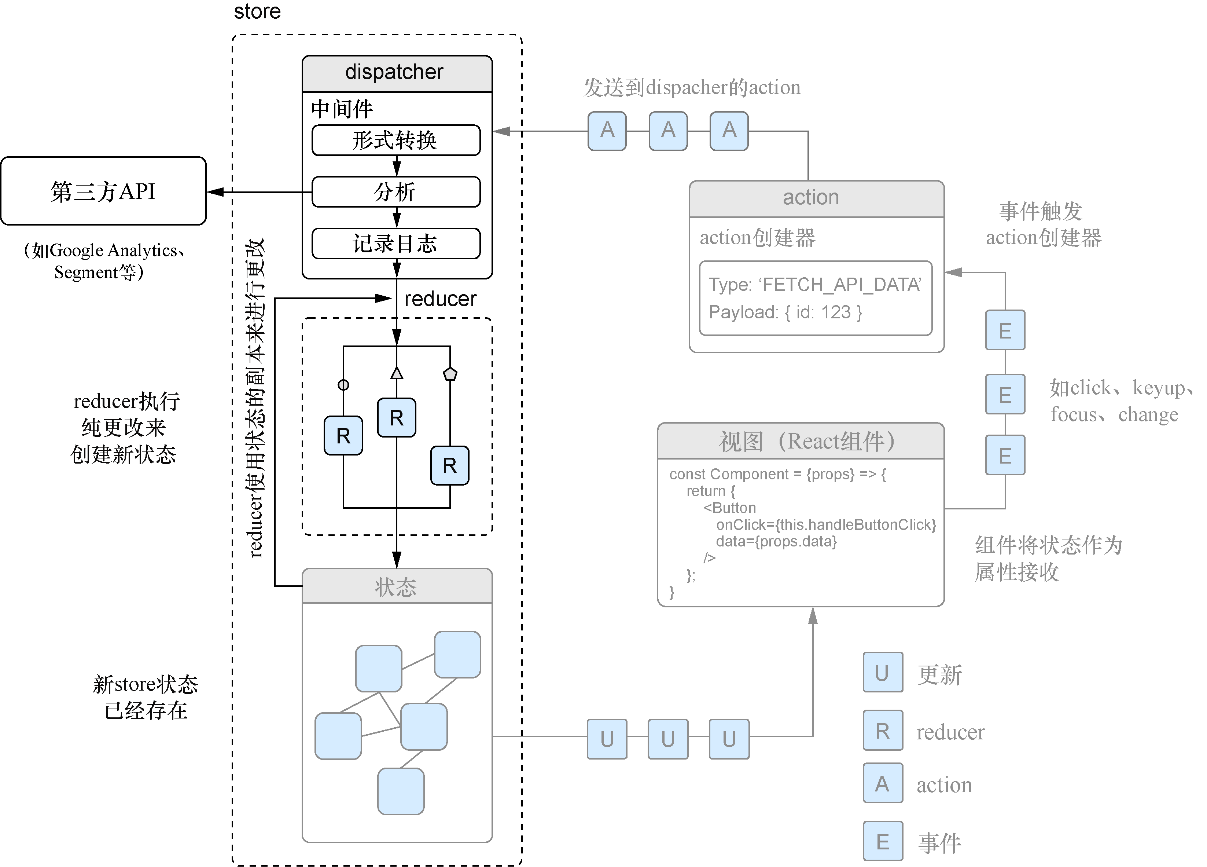 store
dispatcher
中间件
形式转换
分析
记录日志
第三方API
（如Google Analytics、
Segment等）
reducer使用状态的副本来进行更改
reducer
reducer执行
纯更改来
创建新状态
R
R
R
状态
新store状态
已经存在
发送到dispacher的action
A
A
A
action
action创建器
Type: ‘FETCH_API_DATA’
Payload: { id: 123 }
事件触发
action创建器
E
E
E
如click、keyup、
focus、change
视图（React组件）
const Component = {props} => {
return {
<Button
onClick={this.handleButtonClick}
data={props.data}
/>
};
}
组件将状态作为
属性接收
U
U
U
U 更新
R reducer
A action
E 事件